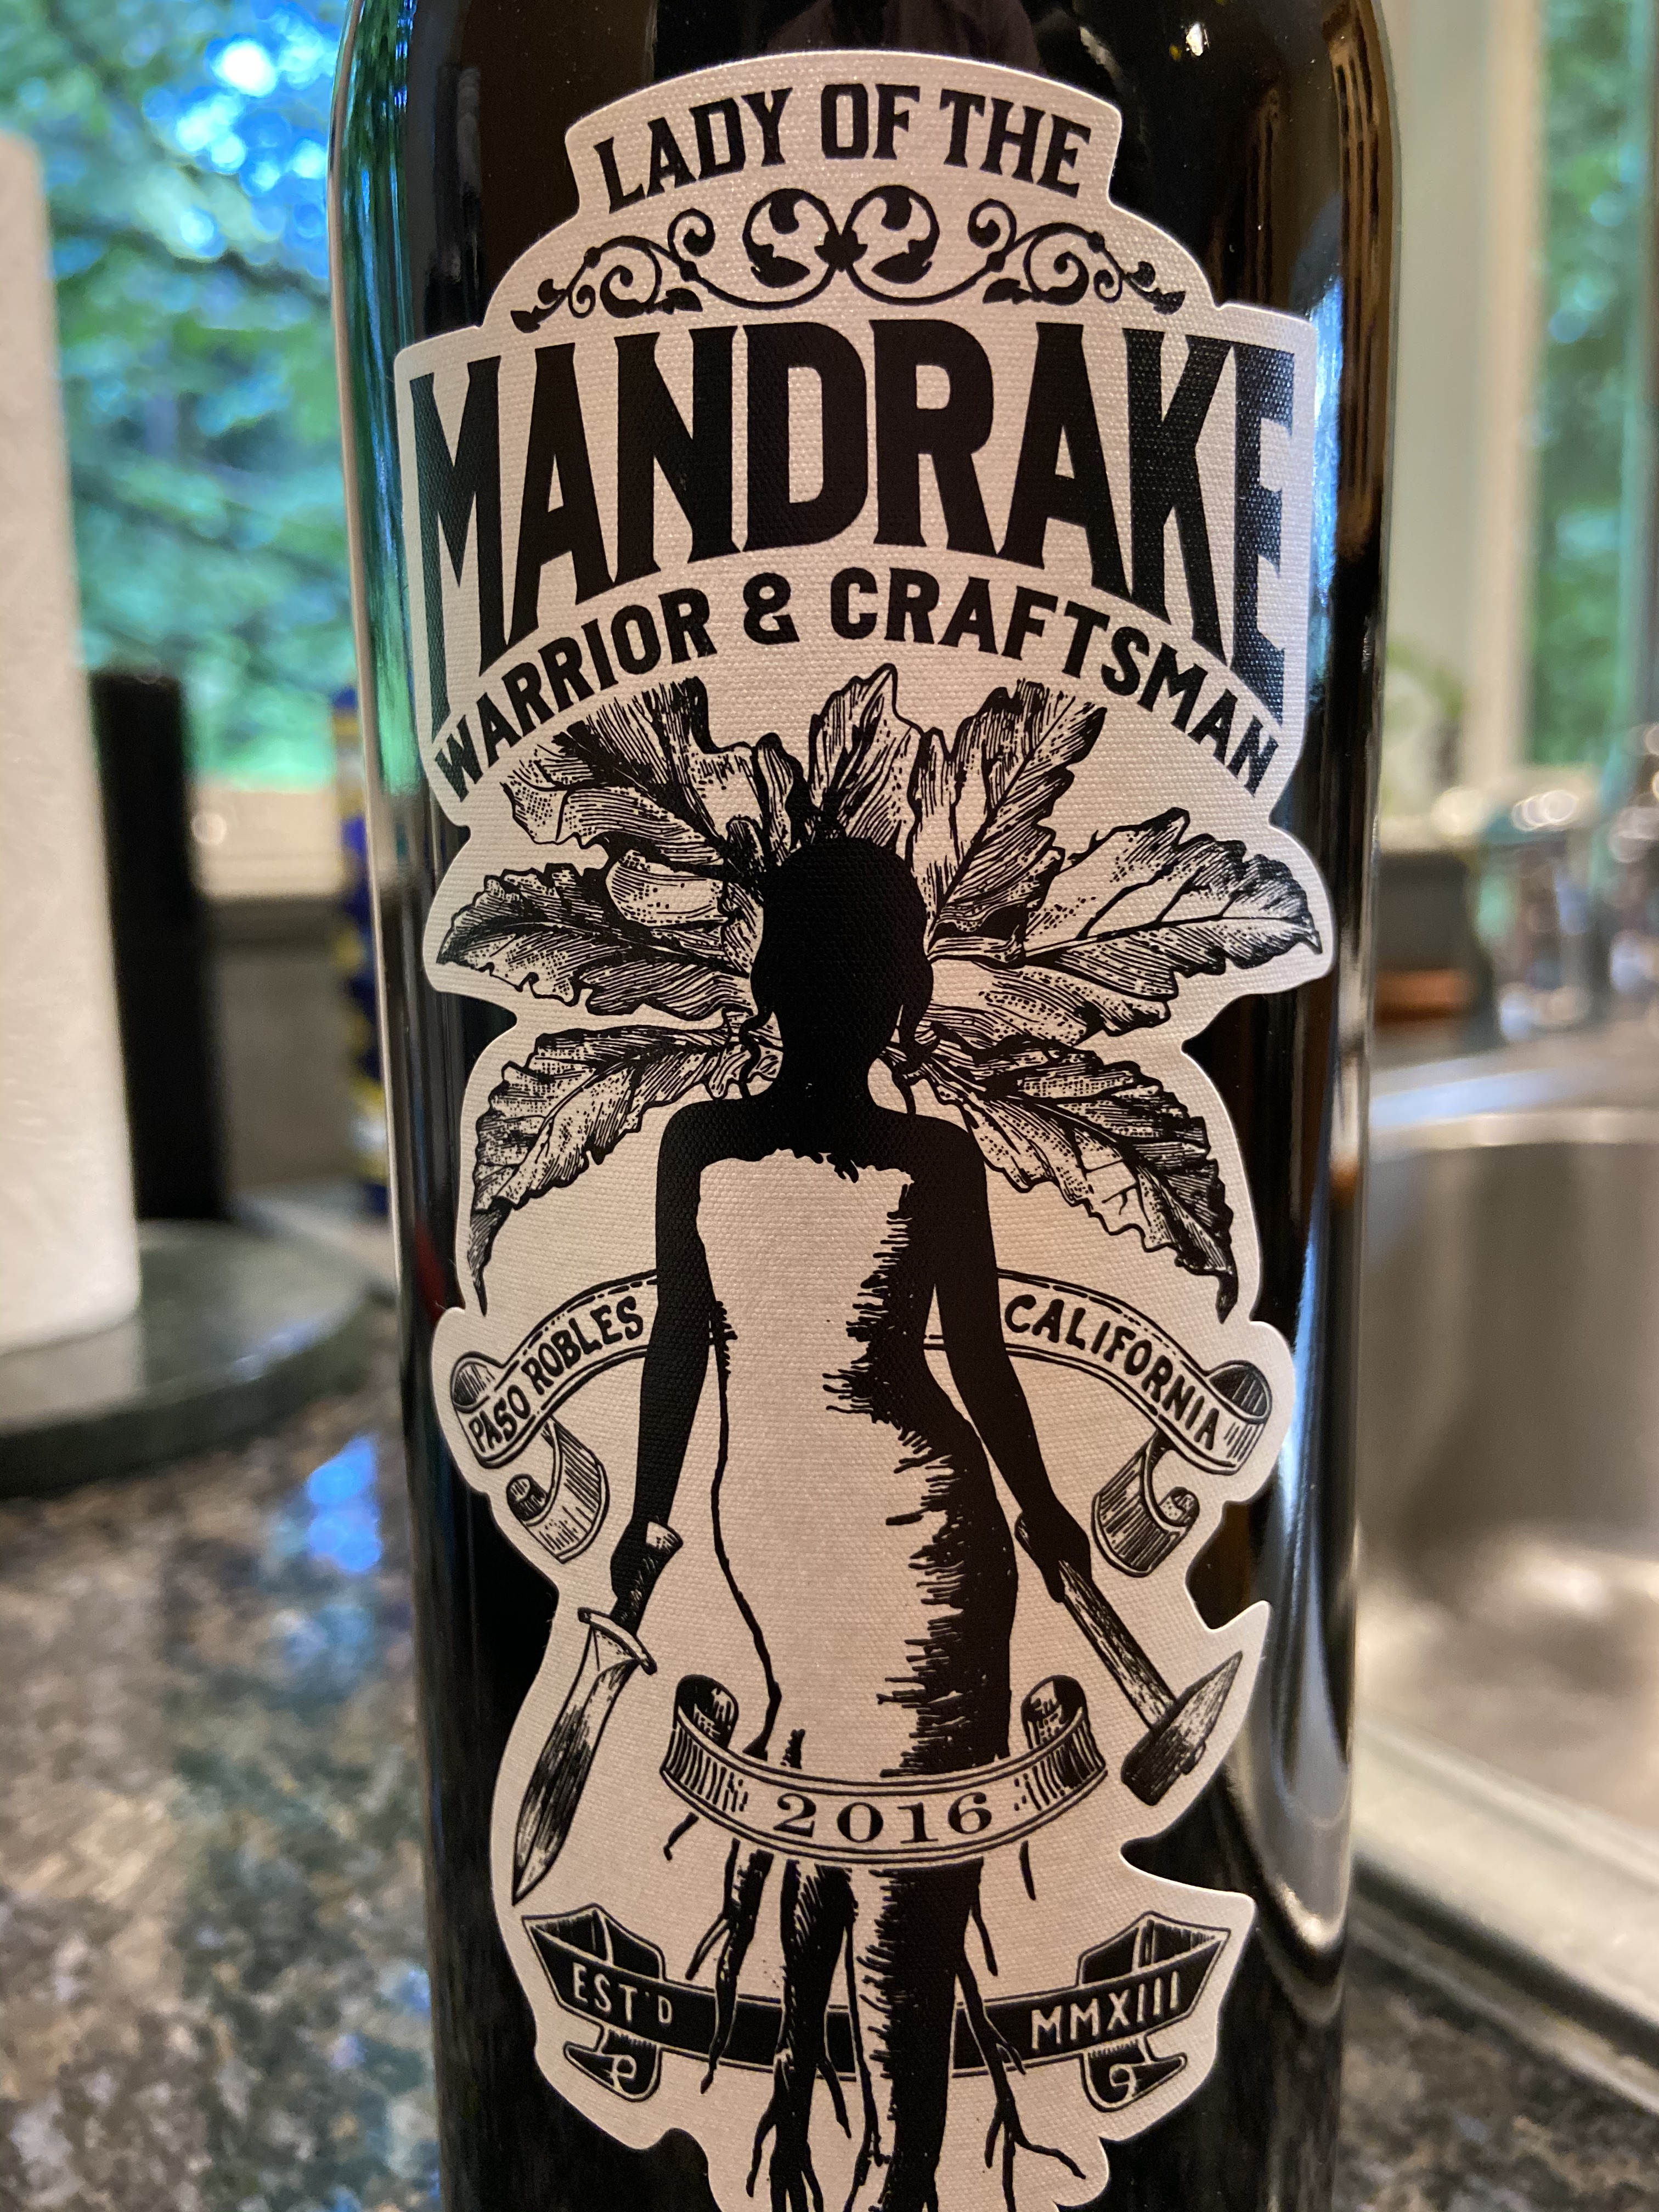 LADY OF THE
MANDRAKE
WARRIOR & CRAFTSMAN
PASO ROBLES CALIFORNIA
2016
EST'D MMXIII